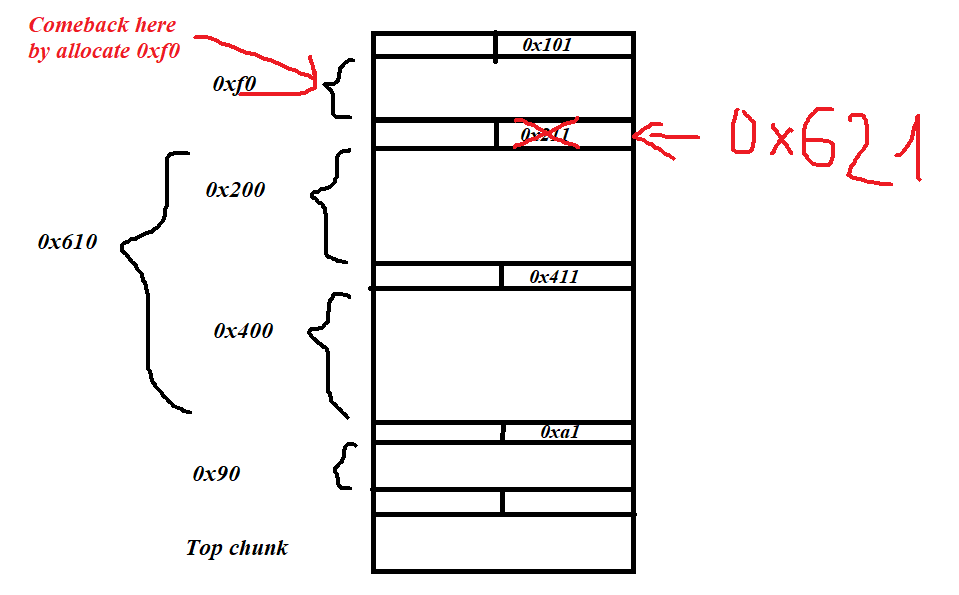 Comeback here
by allocate 0xf0
0x101
0xf0
0x211
0x621
0x200
0x610
0x411
0x400
0xa1
0x90
Top chunk